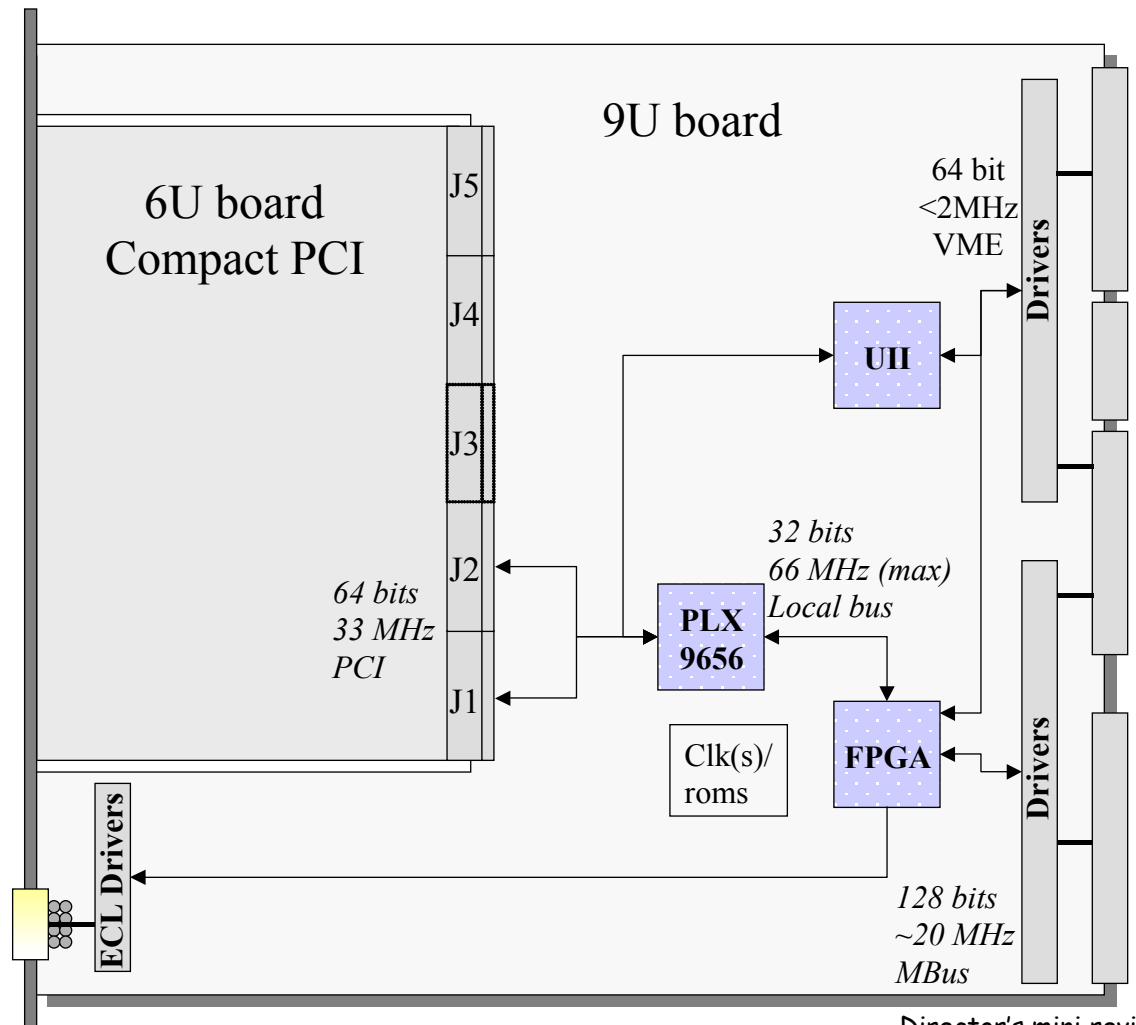 9U board
6U board
Compact PCI
J5
J4
J3
J2
J1
64 bit
<2MHz
VME
Drivers
UII
64 bits
33 MHz
PCI
32 bits
66 MHz (max)
Local bus
PLX
9656
Clk(s)/
roms
FPGA
Drivers
ECL Drivers
128 bits
~20 MHz
MBus
Director's mini